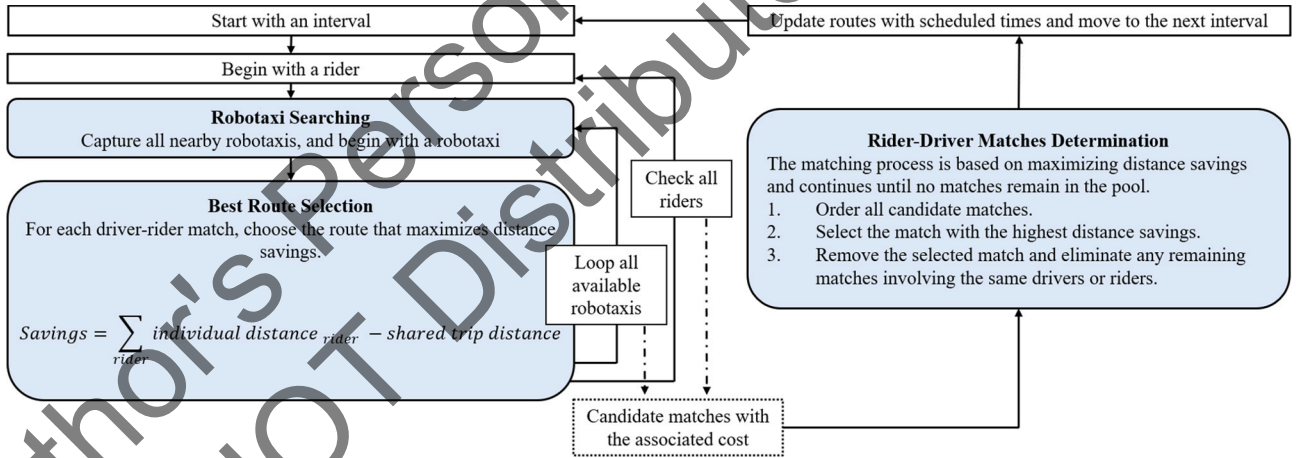 Start with an interval
Update routes with scheduled times and move to the next interval
Begin with a rider
Robotaxi Searching
Capture all nearby robotaxis, and begin with a robotaxi
Best Route Selection
For each driver-rider match, choose the route that maximizes distance
savings.
Savings = ∑ individual distance rider − shared trip distance
rider
Check all
riders
Loop all
available
robotaxis
Candidate matches with
the associated cost
Rider-Driver Matches Determination
The matching process is based on maximizing distance savings
and continues until no matches remain in the pool.
1. Order all candidate matches.
2. Select the match with the highest distance savings.
3. Remove the selected match and eliminate any remaining
matches involving the same drivers or riders.
thor's Person
NOT Distribut